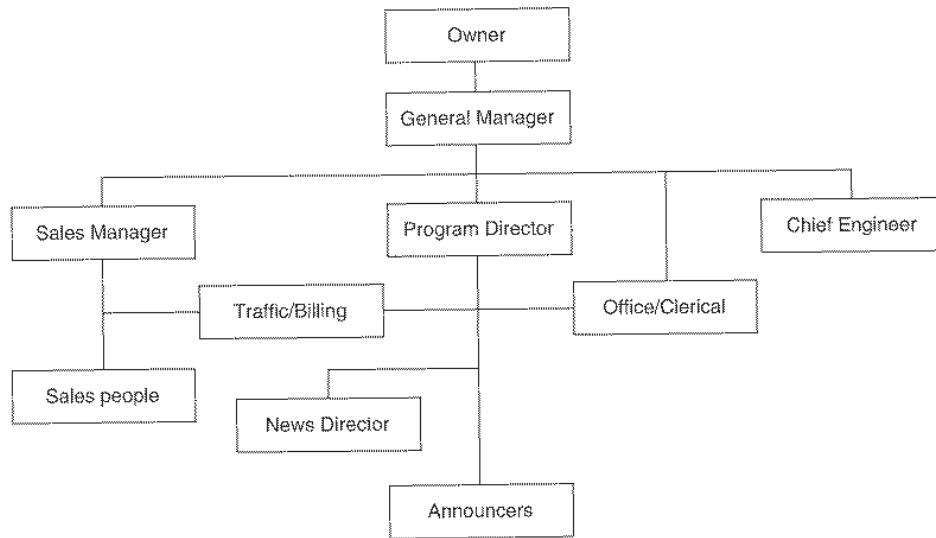 Owner
General Manager
Sales Manager
Program Director
Chief Engineer
Traffic/Billing
Office/Clerical
Sales people
News Director
Announcers